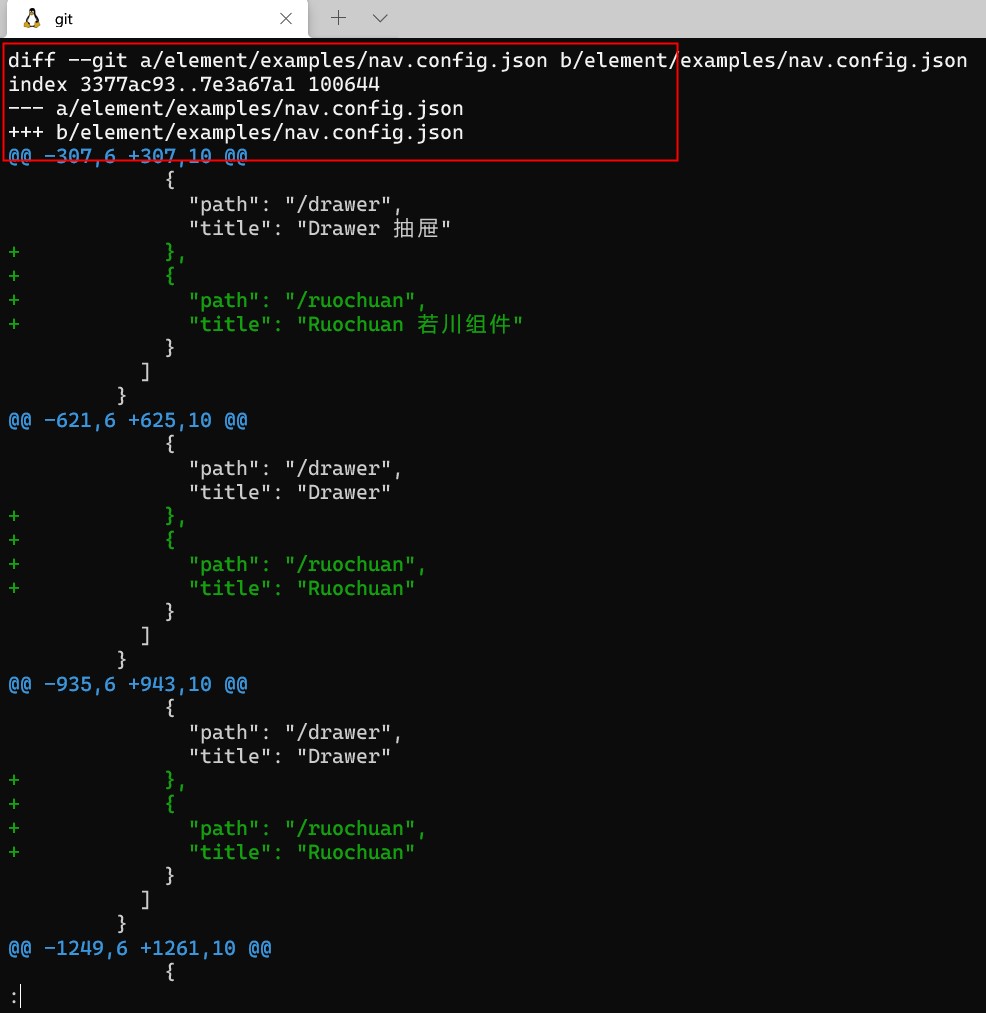 git
diff --git a/element/examples/nav.config.json b/element/examples/nav.config.json
index 3377ac93..7e3a67a1 100644
--- a/element/examples/nav.config.json
+++ b/element/examples/nav.config.json
@@ -307,6 +307,10 @@
             {
               "path": "/drawer",
               "title": "Drawer 抽屉"
+            },
+            {
+              "path": "/ruochuan",
+              "title": "Ruochuan 若川组件"
             }
           ]
         }
@@ -621,6 +625,10 @@
             {
               "path": "/drawer",
               "title": "Drawer"
+            },
+            {
+              "path": "/ruochuan",
+              "title": "Ruochuan"
             }
           ]
         }
@@ -935,6 +943,10 @@
             {
               "path": "/drawer",
               "title": "Drawer"
+            },
+            {
+              "path": "/ruochuan",
+              "title": "Ruochuan"
             }
           ]
         }
@@ -1249,6 +1261,10 @@
             {
: